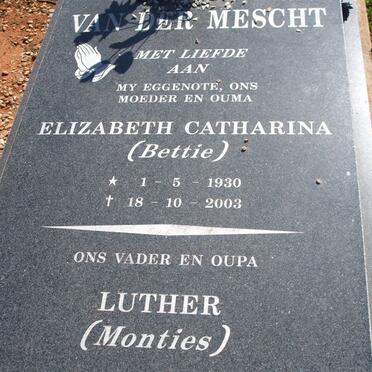 VAN DER MESCHT
MET LIEFDE
AAN
MY EGGENOTE, ONS
MOEDER EN OUMA
ELIZABETH CATHARINA
(Bettie)
★ 1 - 5 - 1930
† 18 - 10 - 2003
ONS VADER EN OUPA
LUTHER
(Monties)